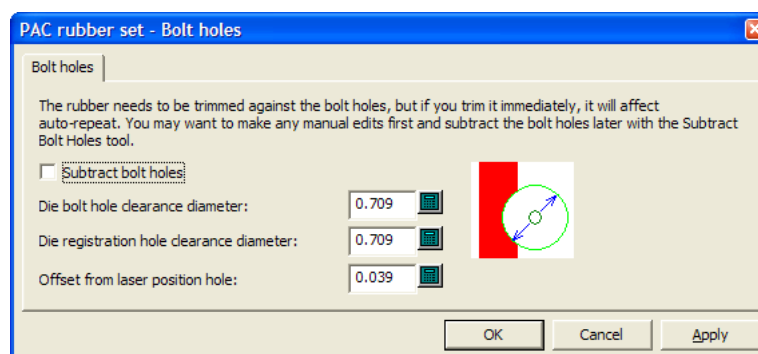 PAC rubber set - Bolt holes
Bolt holes
The rubber needs to be trimmed against the bolt holes, but if you trim it immediately, it will affect
auto-repeat. You may want to make any manual edits first and subtract the bolt holes later with the Subtract
Bolt Holes tool.
Subtract bolt holes
Die bolt hole clearance diameter: 0.709
Die registration hole clearance diameter: 0.709
Offset from laser position hole: 0.039
OK Cancel Apply